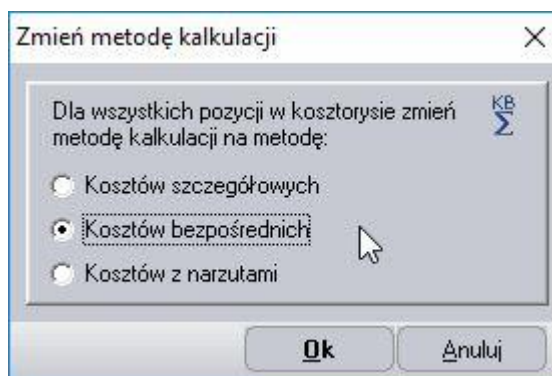 Zmień metodę kalkulacji
Dla wszystkich pozycji w kosztorysie zmień
metodę kalkulacji na metodę:
KB
Σ
Kosztów szczegółowych
Kosztów bezpośrednich
Kosztów z narzutami
Ok
Anuluj